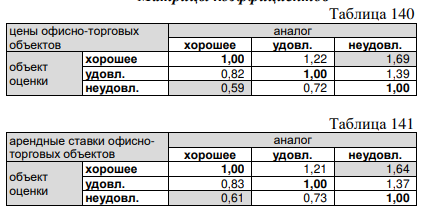 Матрицы коэффициентов
Таблица 140
цены офисно-торговых объектов аналог
хорошее удовл. неудовл.
объект оценки хорошее 1,00 1,22 1,69
удовл. 0,82 1,00 1,39
неудовл. 0,59 0,72 1,00
Таблица 141
арендные ставки офисно-торговых объектов аналог
хорошее удовл. неудовл.
объект оценки хорошее 1,00 1,21 1,64
удовл. 0,83 1,00 1,37
неудовл. 0,61 0,73 1,00